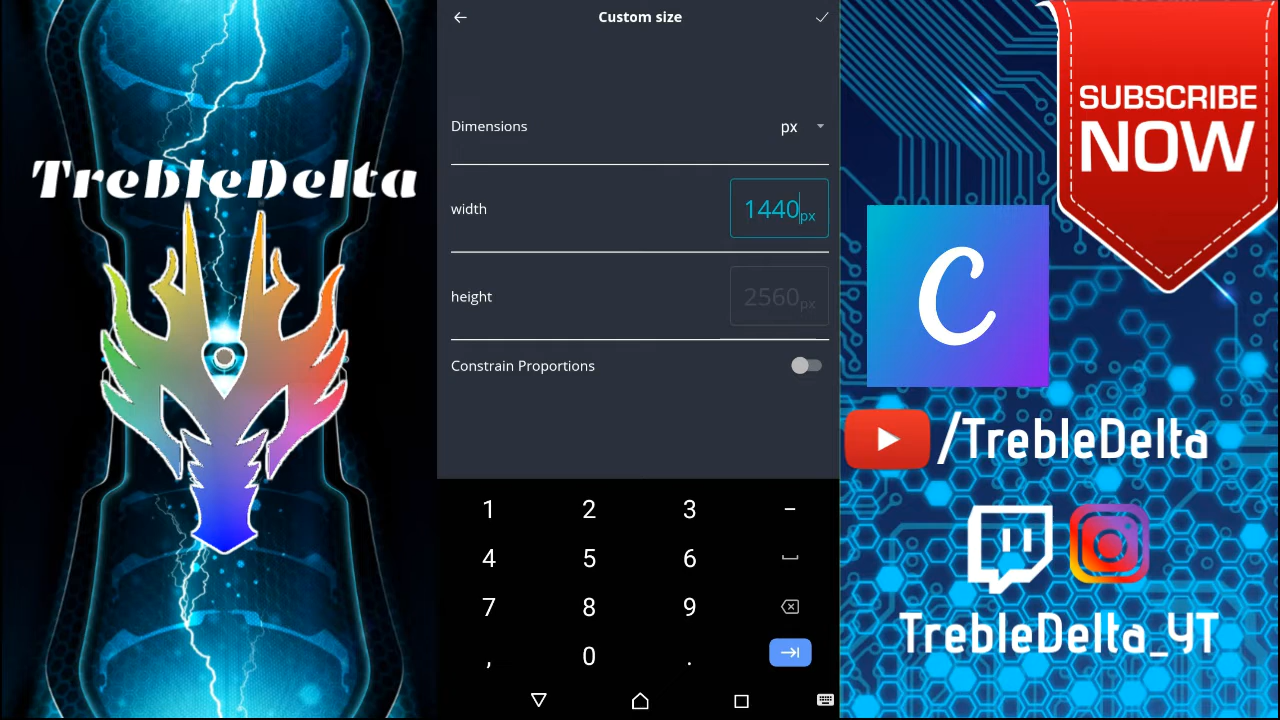 TrebleDelta
Custom size
Dimensions px
width 1440px
height 2560px
Constrain Proportions
1 2 3 -
4 5 6
7 8 9
, 0 .
SUBSCRIBE
NOW
C
/TrebleDelta
TrebleDelta_YT